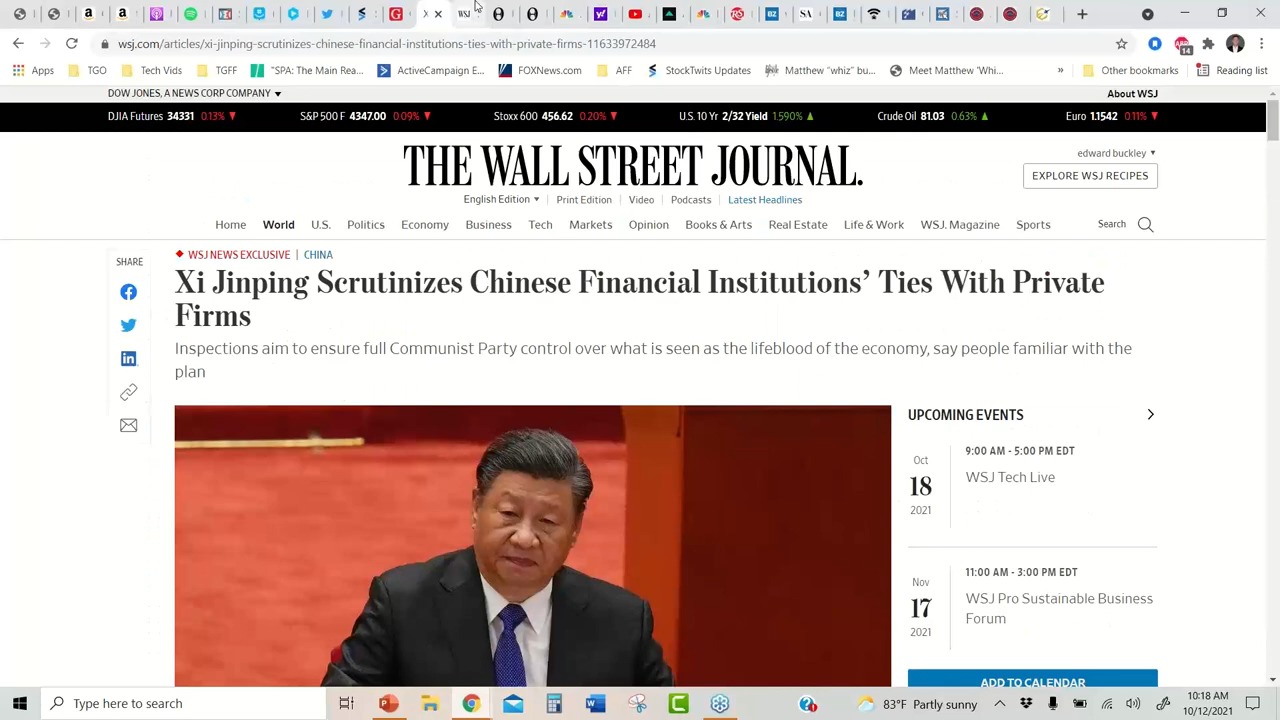 wsj.com/articles/xi-jinping-scrutinizes-chinese-financial-institutions-ties-with-private-firms-11633972484
14
Apps TGO Tech Vids TGFF "SPA: The Main Rea... ActiveCampaign E... FOXNews.com AFF StockTwits Updates Matthew "whiz" bu... Meet Matthew 'Whi... » Other bookmarks Reading list
DOW JONES, A NEWS CORP COMPANY About WSJ
DJIA Futures 34331 0.13% S&P 500 F 4347.00 0.09% Stoxx 600 456.62 0.20% U.S. 10 Yr 2/32 Yield 1.590% Crude Oil 81.03 0.63% Euro 1.1542 0.11%
THE WALL STREET JOURNAL.
edward buckley
EXPLORE WSJ RECIPES
English Edition Print Edition Video Podcasts Latest Headlines
Home World U.S. Politics Economy Business Tech Markets Opinion Books & Arts Real Estate Life & Work WSJ. Magazine Sports Search
WSJ NEWS EXCLUSIVE | CHINA
SHARE
Xi Jinping Scrutinizes Chinese Financial Institutions' Ties With Private
Firms
Inspections aim to ensure full Communist Party control over what is seen as the lifeblood of the economy, say people familiar with the
plan
UPCOMING EVENTS
Oct
18
2021
9:00 AM - 5:00 PM EDT
WSJ Tech Live
Nov
17
2021
11:00 AM - 3:00 PM EDT
WSJ Pro Sustainable Business
Forum
ADD TO CALENDAR
Type here to search
83°F Partly sunny
10:18 AM
10/12/2021